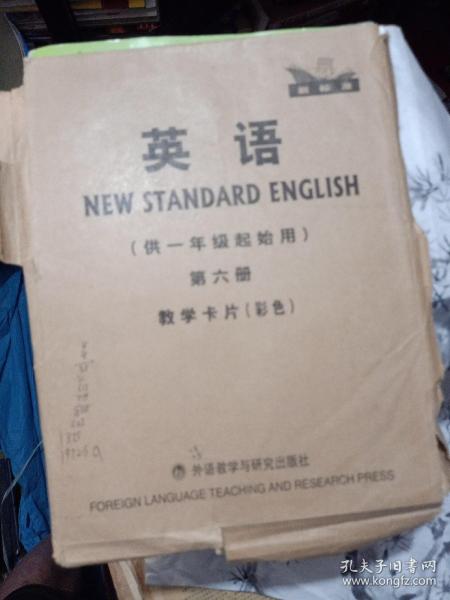 英语
NEW STANDARD ENGLISH
(供一年级起始用)
第六册
教学卡片(彩色)
外语教学与研究出版社
FOREIGN LANGUAGE TEACHING AND RESEARCH PRESS
孔夫子旧书网
www.kongfz.com